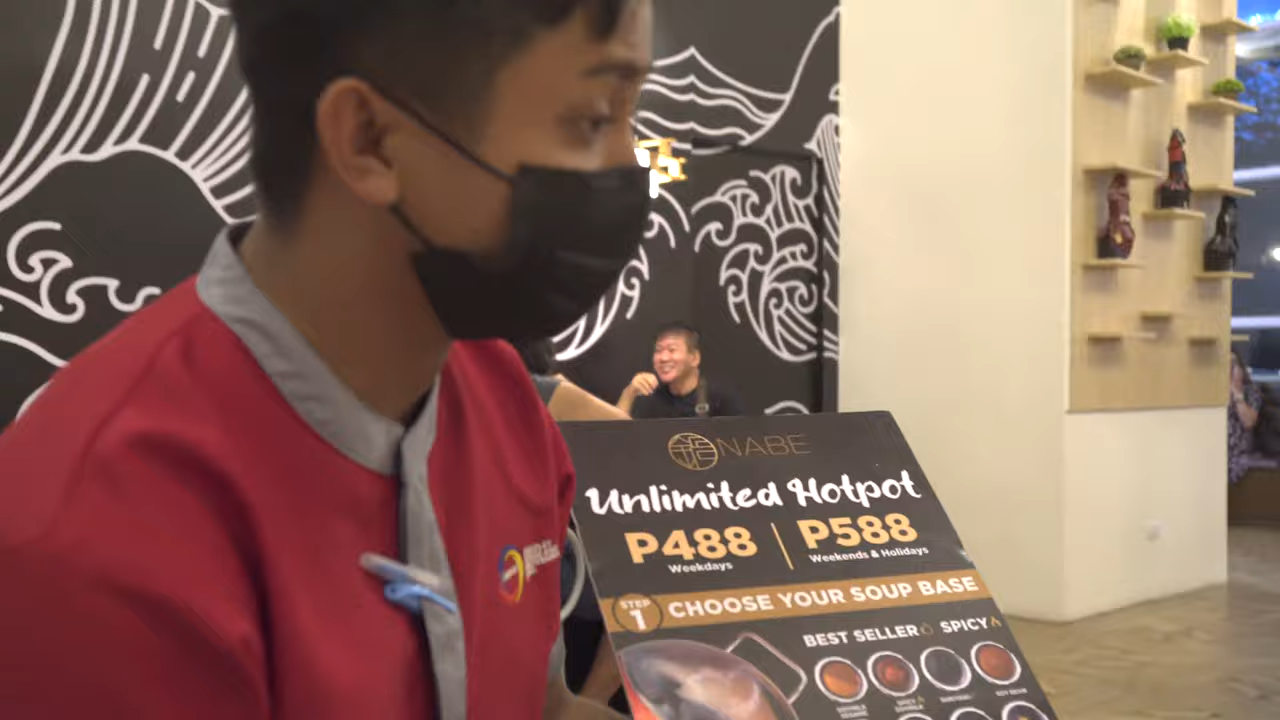 NABE
Unlimited Hotpot
P488 | P588
Weekdays Weekends & Holidays
STEP 1 CHOOSE YOUR SOUP BASE
BEST SELLER SPICY